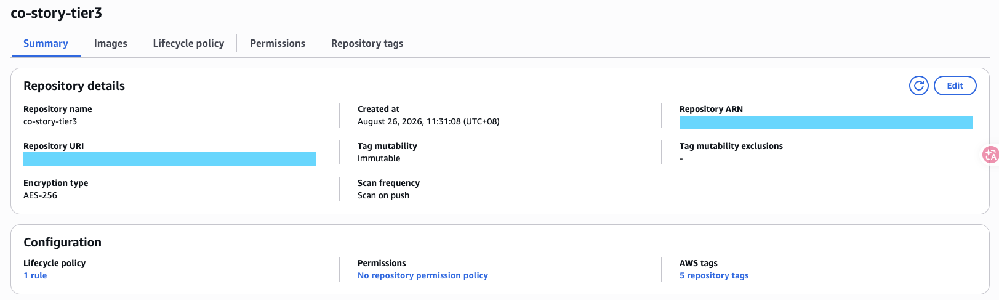 co-story-tier3
Summary
Images
Lifecycle policy
Permissions
Repository tags
Repository details
Edit
Repository name
co-story-tier3
Created at
August 26, 2026, 11:31:08 (UTC+08)
Repository ARN
Repository URI
Tag mutability
Immutable
Tag mutability exclusions
-
Encryption type
AES-256
Scan frequency
Scan on push
Configuration
Lifecycle policy
1 rule
Permissions
No repository permission policy
AWS tags
5 repository tags